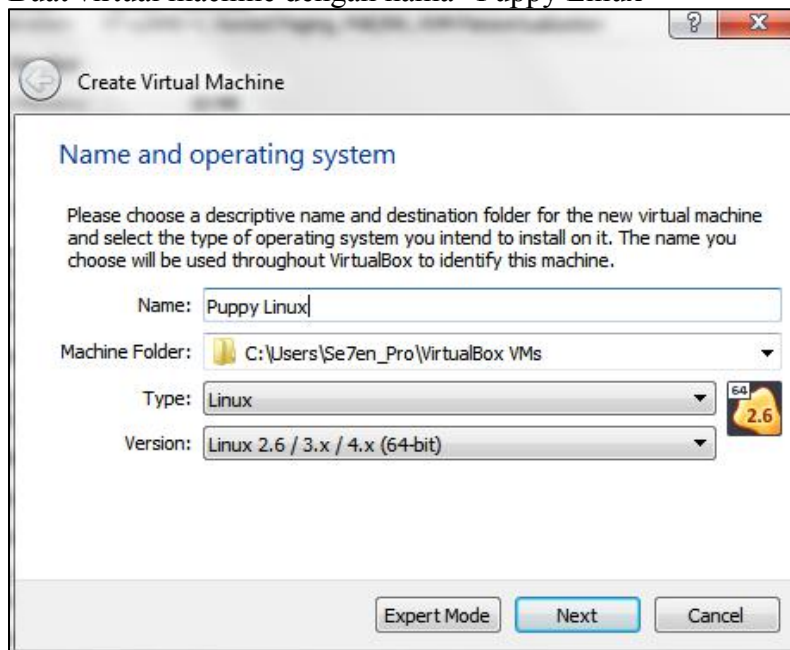 Buat virtual machine dengan nama "Puppy Linux"
Create Virtual Machine
Name and operating system
Please choose a descriptive name and destination folder for the new virtual machine
and select the type of operating system you intend to install on it. The name you
choose will be used throughout VirtualBox to identify this machine.
Name: Puppy Linux
Machine Folder: C:\Users\Se7en_Pro\VirtualBox VMs
Type: Linux
64
2.6
Version: Linux 2.6 / 3.x / 4.x (64-bit)
Expert Mode Next Cancel